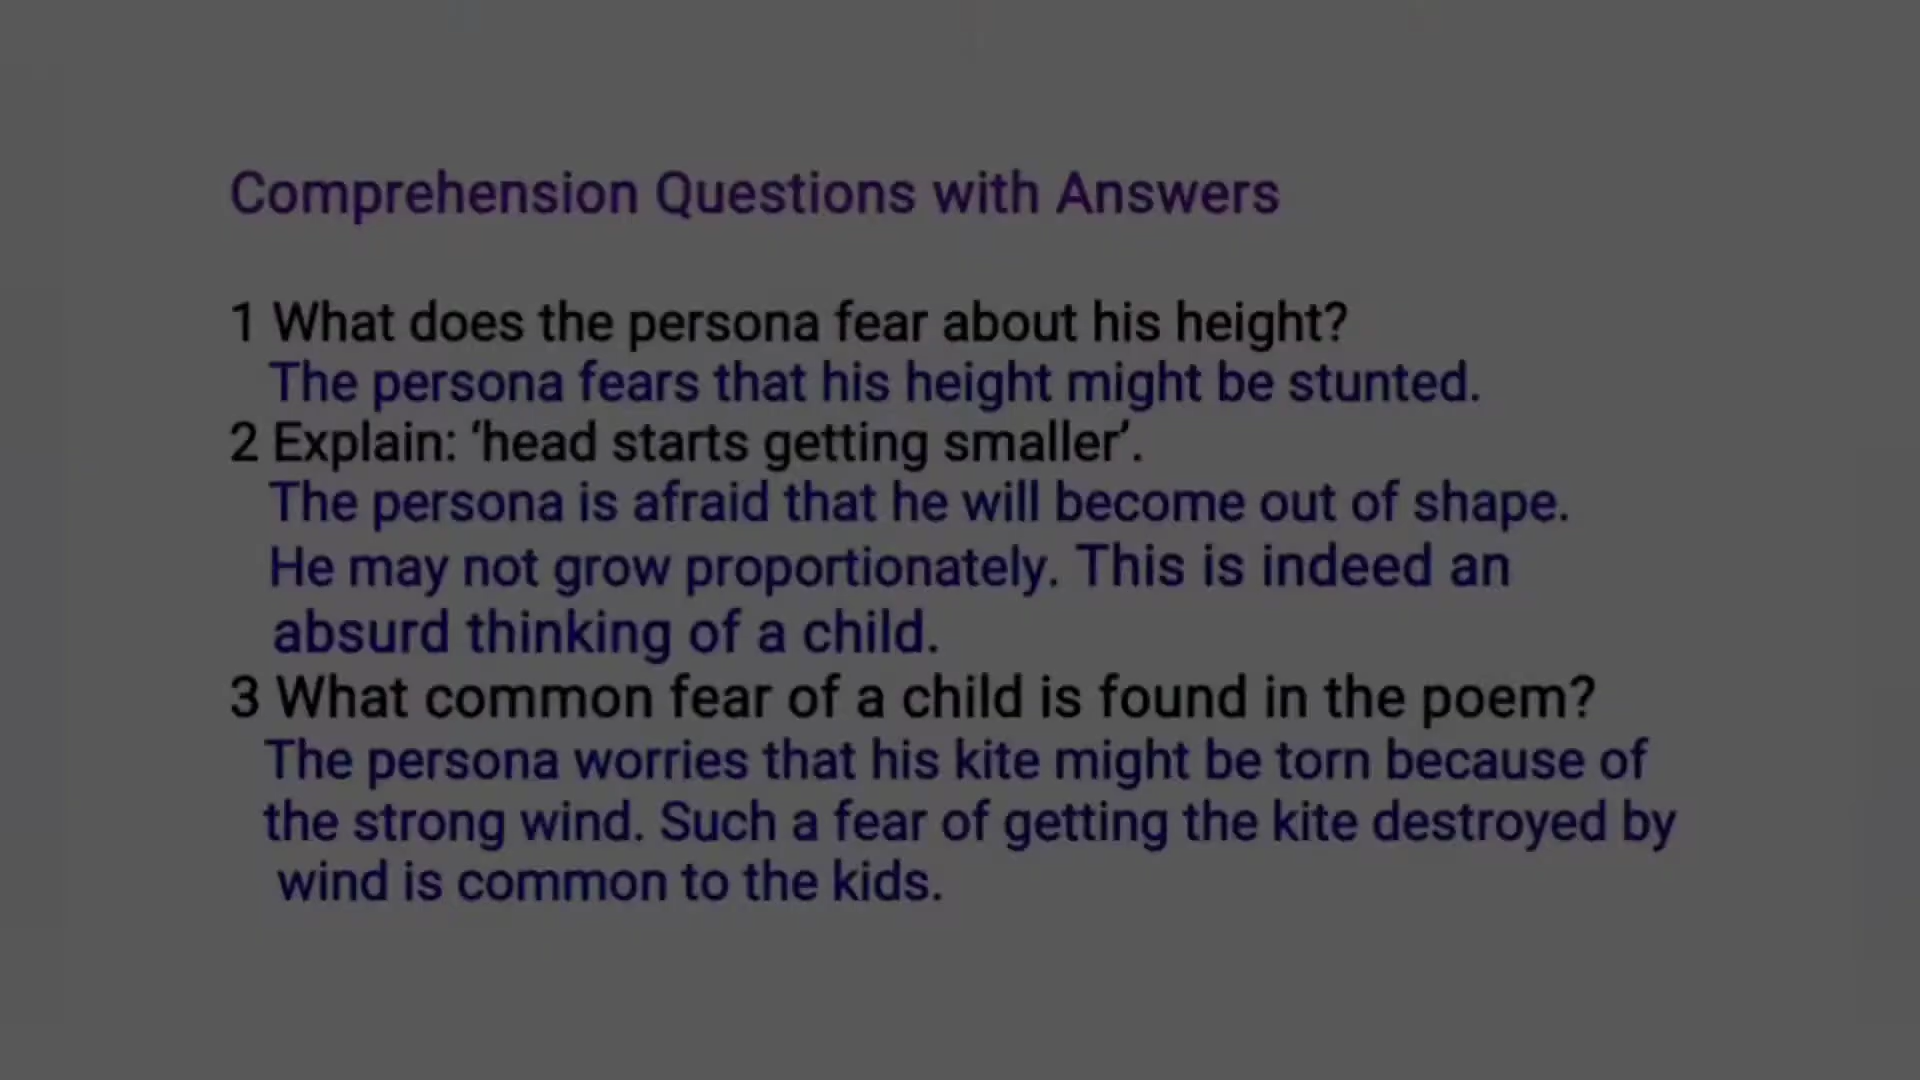 Comprehension Questions with Answers
1 What does the persona fear about his height?
The persona fears that his height might be stunted.
2 Explain: ‘head starts getting smaller’.
The persona is afraid that he will become out of shape.
He may not grow proportionately. This is indeed an
absurd thinking of a child.
3 What common fear of a child is found in the poem?
The persona worries that his kite might be torn because of
the strong wind. Such a fear of getting the kite destroyed by
wind is common to the kids.